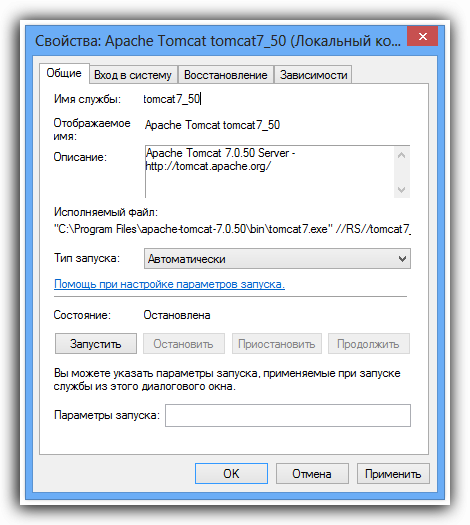 Свойства: Apache Tomcat tomcat7_50 (Локальный ко...
Общие Вход в систему Восстановление Зависимости
Имя службы: tomcat7_50
Отображаемое имя: Apache Tomcat tomcat7_50
Описание: Apache Tomcat 7.0.50 Server -
http://tomcat.apache.org/
Исполняемый файл:
"C:\Program Files\apache-tomcat-7.0.50\bin\tomcat7.exe" //RS//tomcat7_
Тип запуска: Автоматически
Помощь при настройке параметров запуска.
Состояние: Остановлена
Запустить Остановить Приостановить Продолжить
Вы можете указать параметры запуска, применяемые при запуске
службы из этого диалогового окна.
Параметры запуска:
OK Отмена Применить